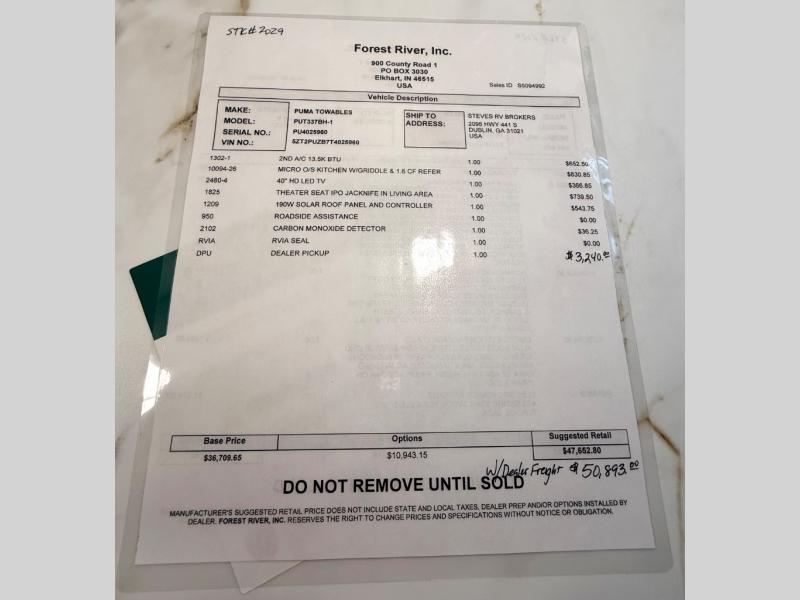 STK# 2029
Forest River, Inc.
900 County Road 1
PO BOX 3030
Elkhart, IN 46515
USA
Sales ID S5094992
Vehicle Description
MAKE: PUMA TOWABLES
MODEL: PUT337BH-1
SERIAL NO.: PU4025960
VIN NO.: 5ZT2PUZB7T4025960
SHIP TO ADDRESS:
STEVES RV BROKERS
2095 HWY 441 S
DUBLIN, GA 31021
USA
1302-1 2ND A/C 13.5K BTU 1.00 $652.50
10094-26 MICRO O/S KITCHEN W/GRIDDLE & 1.6 CF REFER 1.00 $630.85
2480-4 40" HD LED TV 1.00 $366.85
1825 THEATER SEAT IPO JACKNIFE IN LIVING AREA 1.00 $739.50
1209 190W SOLAR ROOF PANEL AND CONTROLLER 1.00 $543.75
950 ROADSIDE ASSISTANCE 1.00 $0.00
2102 CARBON MONOXIDE DETECTOR 1.00 $36.25
RVIA RVIA SEAL 1.00 $0.00
DPU DEALER PICKUP 1.00 $3,240.00
Base Price Options Suggested Retail
$36,709.65 $10,943.15 $47,652.80
W/Dealer Freight $50,893.00
DO NOT REMOVE UNTIL SOLD
MANUFACTURER'S SUGGESTED RETAIL PRICE DOES NOT INCLUDE STATE AND LOCAL TAXES, DEALER PREP AND/OR OPTIONS INSTALLED BY
DEALER. FOREST RIVER, INC. RESERVES THE RIGHT TO CHANGE PRICES AND SPECIFICATIONS WITHOUT NOTICE OR OBLIGATION.